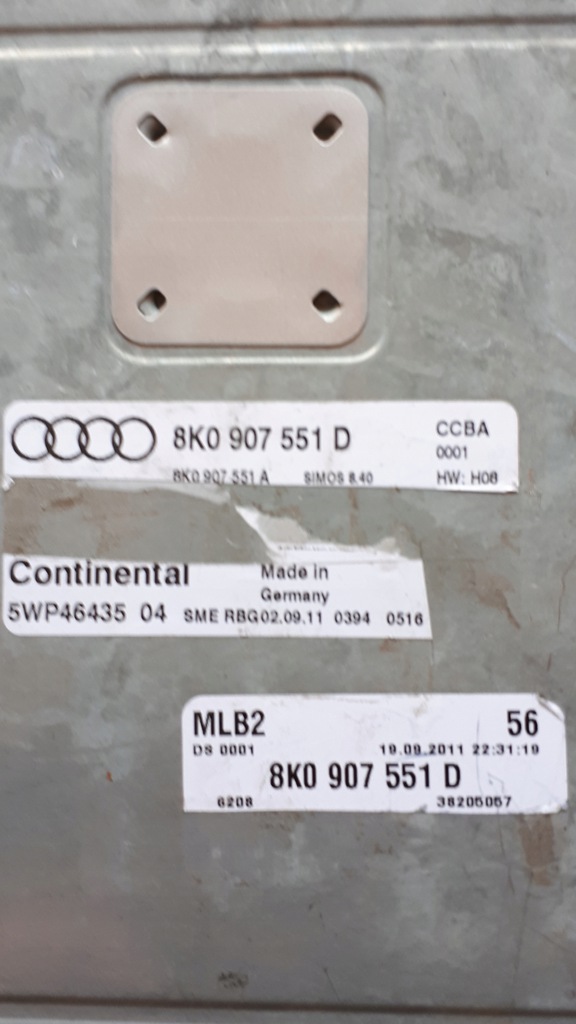 8K0 907 551 D
CCBA
0001
8K0 907 551 A SIMOS 8.40 HW: H08
Continental Made in
Germany
5WP46435 04 SME RBG02.09.11 0394 0516
MLB2 56
DS 0001 19.09.2011 22:31:19
8K0 907 551 D
6208 38205057